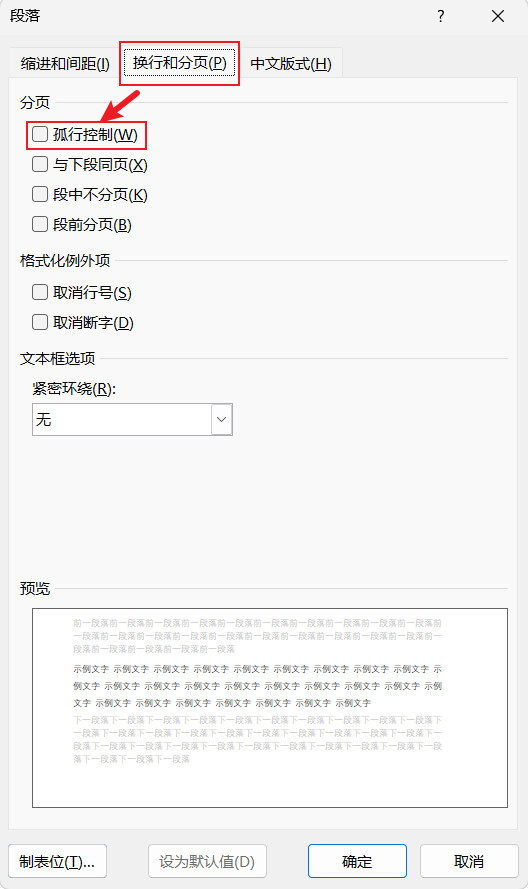 段落
?
缩进和间距(I) 换行和分页(P) 中文版式(H)
分页
孤行控制(W)
与下段同页(X)
段中不分页(K)
段前分页(B)
格式化例外项
取消行号(S)
取消断字(D)
文本框选项
紧密环绕(R):
无
预览
前一段落前一段落前一段落前一段落前一段落前一段落前一段落前一段落前一段落前
一段落前一段落前一段落前一段落前一段落前一段落前一段落前一段落前一段落前一
段落前一段落前一段落前一段落前一段落
示例文字 示例文字 示例文字 示例文字 示例文字 示例文字 示例文字 示例文字 示例文字 示
例文字 示例文字 示例文字 示例文字 示例文字 示例文字 示例文字 示例文字 示例文字 示例
文字 示例文字 示例文字 示例文字 示例文字 示例文字 示例文字 示例文字
下一段落下一段落下一段落下一段落下一段落下一段落下一段落下一段落下一段落下
一段落下一段落下一段落下一段落下一段落下一段落下一段落下一段落下一段落下一
段落下一段落下一段落下一段落下一段落下一段落下一段落下一段落下一段落下一段
落下一段落下一段落下一段落
制表位(T)... 设为默认值(D) 确定 取消